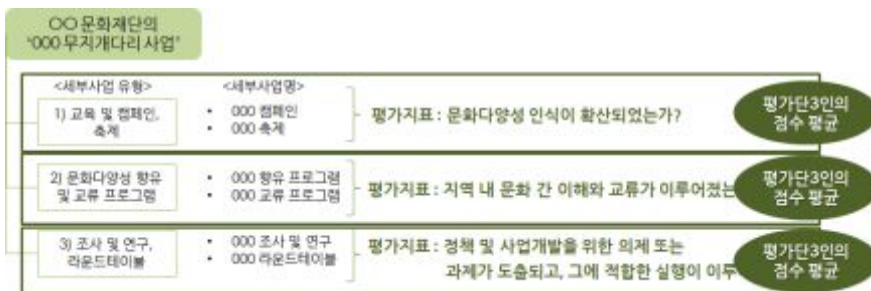 ○○ 문화재단의
“000 무지개다리 사업”
<세부사업 유형>
<세부사업명>
1) 교육 및 캠페인,
축제
• 000 캠페인
• 000 축제
평가지표 : 문화다양성 인식이 확산되었는가?
평가단3인의
점수 평균
2) 문화다양성 향유
및 교류 프로그램
• 000 향유 프로그램
• 000 교류 프로그램
평가지표 : 지역 내 문화 간 이해와 교류가 이루어졌는
평가단3인의
점수 평균
3) 조사 및 연구,
라운드테이블
• 000 조사 및 연구
• 000 라운드테이블
평가지표 : 정책 및 사업개발을 위한 의제 또는
과제가 도출되고, 그에 적합한 실행이 이루
평가단3인의
점수 평균